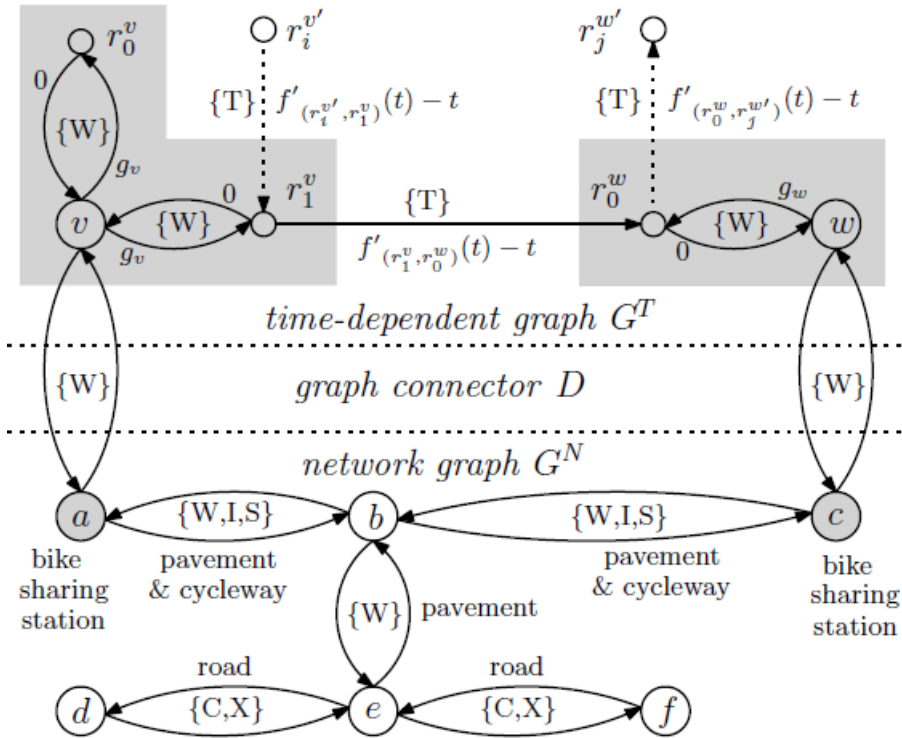 r_0^v
r_i^{v'}
r_j^{w'}
0
{W}
g_v
{T} f'_{(r_i^{v'}, r_1^v)}(t) − t
{T} f'_{(r_0^w, r_j^{w'})}(t) − t
v
g_v
{W}
0
r_1^v
{T}
f'_{(r_1^v, r_0^w)}(t) − t
r_0^w
0
{W}
g_w
w
time-dependent graph G^T
{W}
graph connector D
{W}
network graph G^N
a
{W,I,S}
b
{W,I,S}
c
bike
sharing
station
pavement
& cycleway
pavement
& cycleway
bike
sharing
station
{W}
pavement
road
road
d
{C,X}
e
{C,X}
f